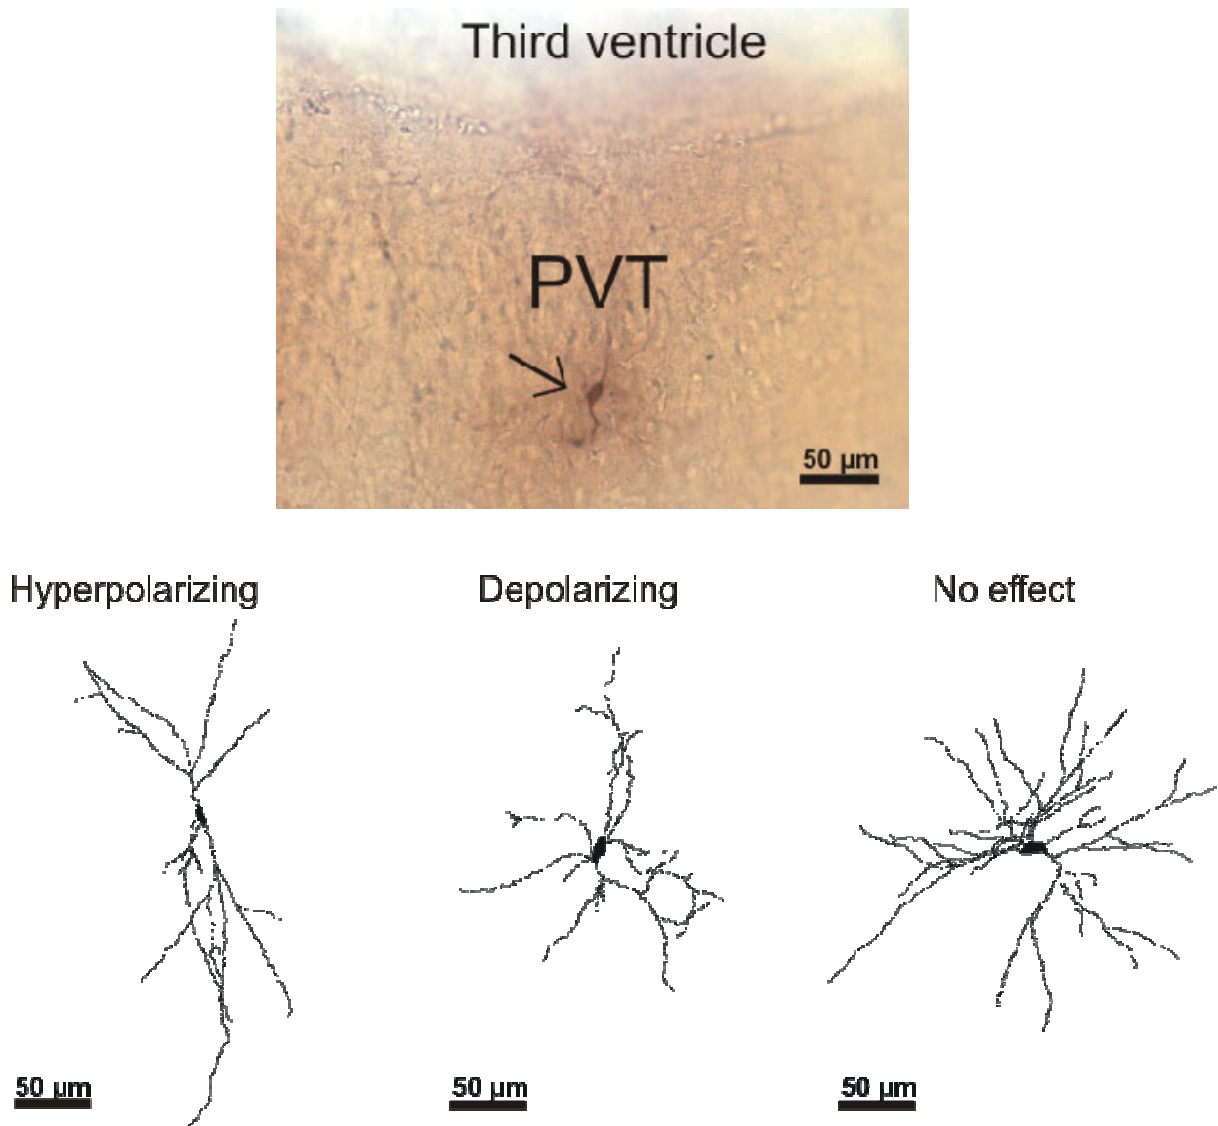 Third ventricle
PVT
50 µm
Hyperpolarizing
Depolarizing
No effect
50 µm
50 µm
50 µm